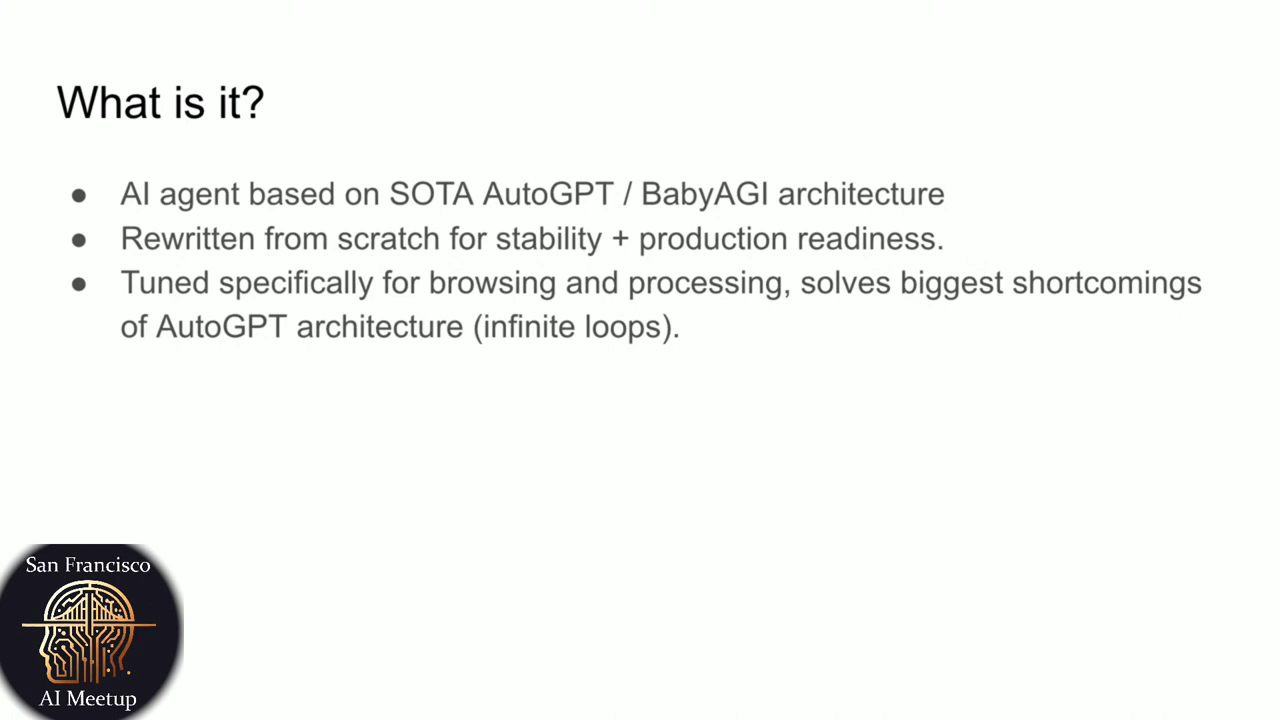 What is it?
● AI agent based on SOTA AutoGPT / BabyAGI architecture
● Rewritten from scratch for stability + production readiness.
● Tuned specifically for browsing and processing, solves biggest shortcomings
of AutoGPT architecture (infinite loops).
San Francisco
AI Meetup